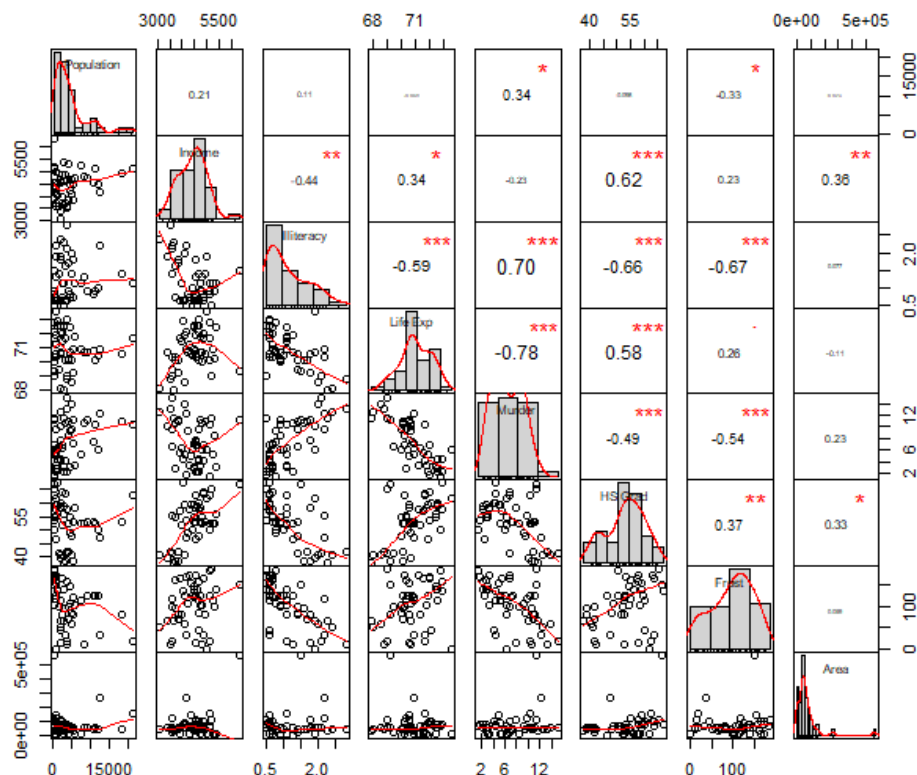 3000 5500 68 71 40 55 0e+00 5e+05
* *
Population 0.21 0.11 0.34 -0.33
0 15000
** * *** **
3000 5500
Income -0.44 0.34 -0.23 0.62 0.23 0.36
*** *** *** ***
Illiteracy -0.59 0.70 -0.66 -0.67 0.077
0.5 2.0
*** *** .
68 71
Life Exp -0.78 0.58 0.26 -0.11
*** ***
Murder -0.49 -0.54 0.23
2 6 12
** *
40 55
HS Grad 0.37 0.33
Frost
0 100
0e+00 5e+05
Area
0 15000 0.5 2.0 2 6 12 0 100